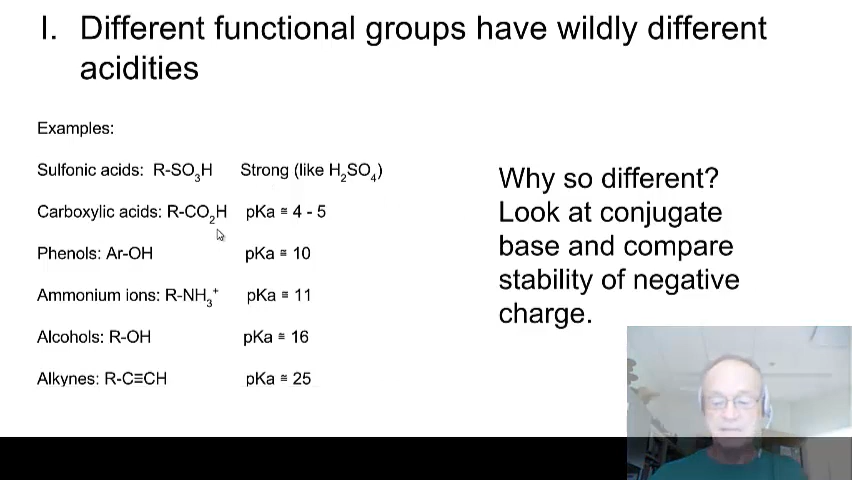 I. Different functional groups have wildly different
acidities
Examples:
Sulfonic acids: R-SO₃H Strong (like H₂SO₄)
Carboxylic acids: R-CO₂H pKa ≅ 4 - 5
Phenols: Ar-OH pKa ≅ 10
Ammonium ions: R-NH₃⁺ pKa ≅ 11
Alcohols: R-OH pKa ≅ 16
Alkynes: R-C≡CH pKa ≅ 25
Why so different?
Look at conjugate
base and compare
stability of negative
charge.